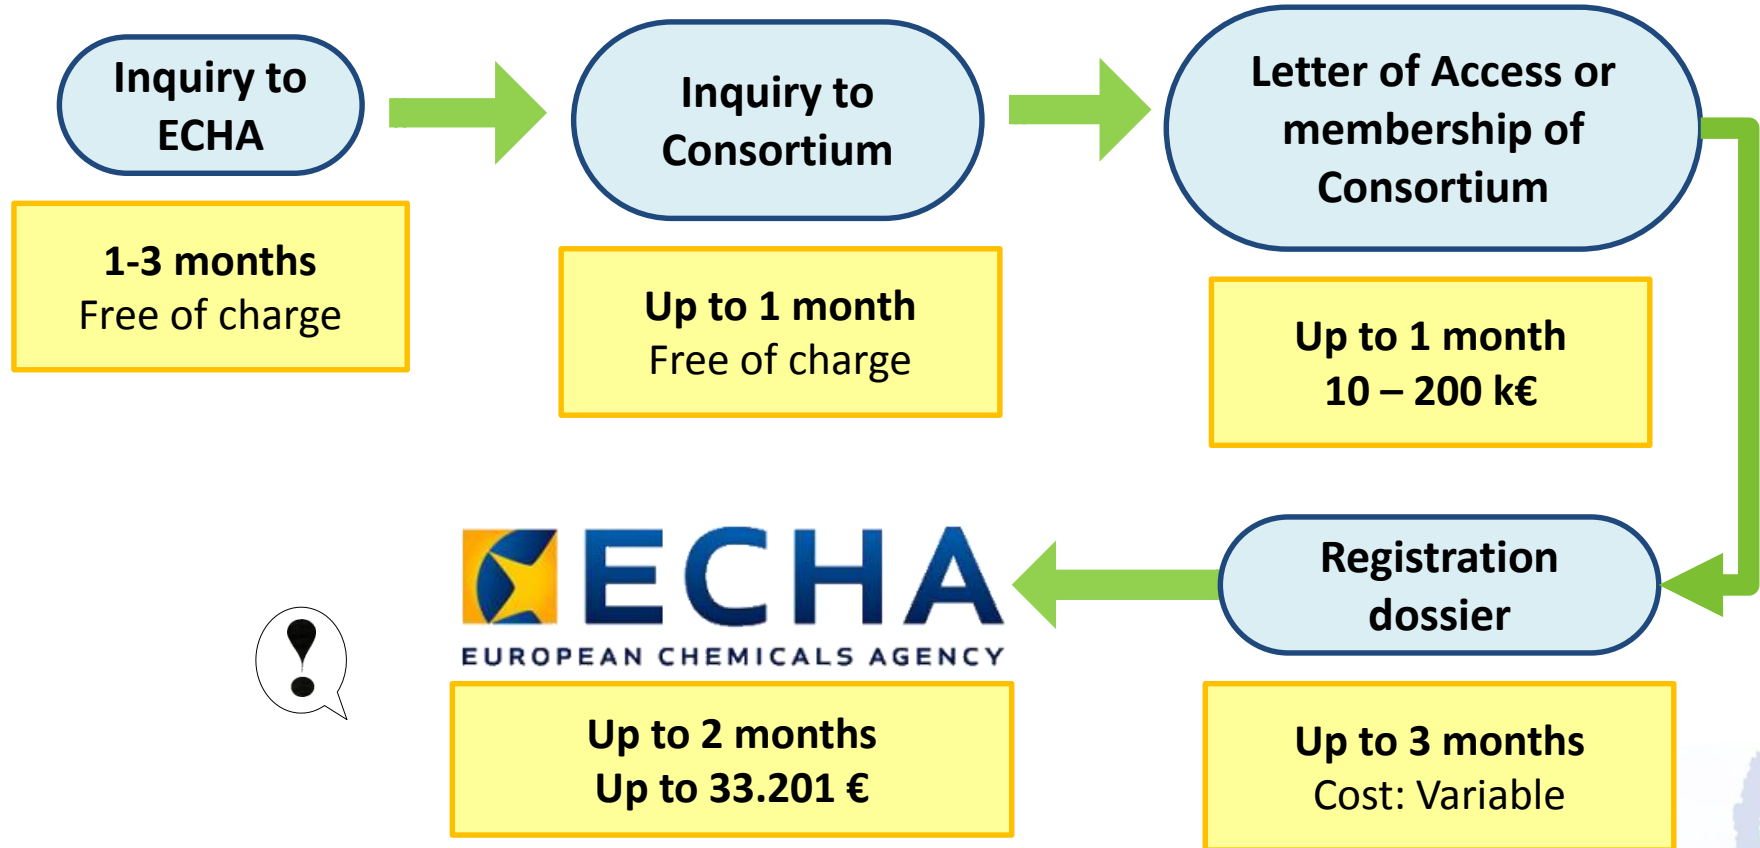 Inquiry to
ECHA
1-3 months
Free of charge
Inquiry to
Consortium
Up to 1 month
Free of charge
Letter of Access or
membership of
Consortium
Up to 1 month
10 – 200 k€
Registration
dossier
Up to 3 months
Cost: Variable
ECHA
EUROPEAN CHEMICALS AGENCY
Up to 2 months
Up to 33.201 €
!